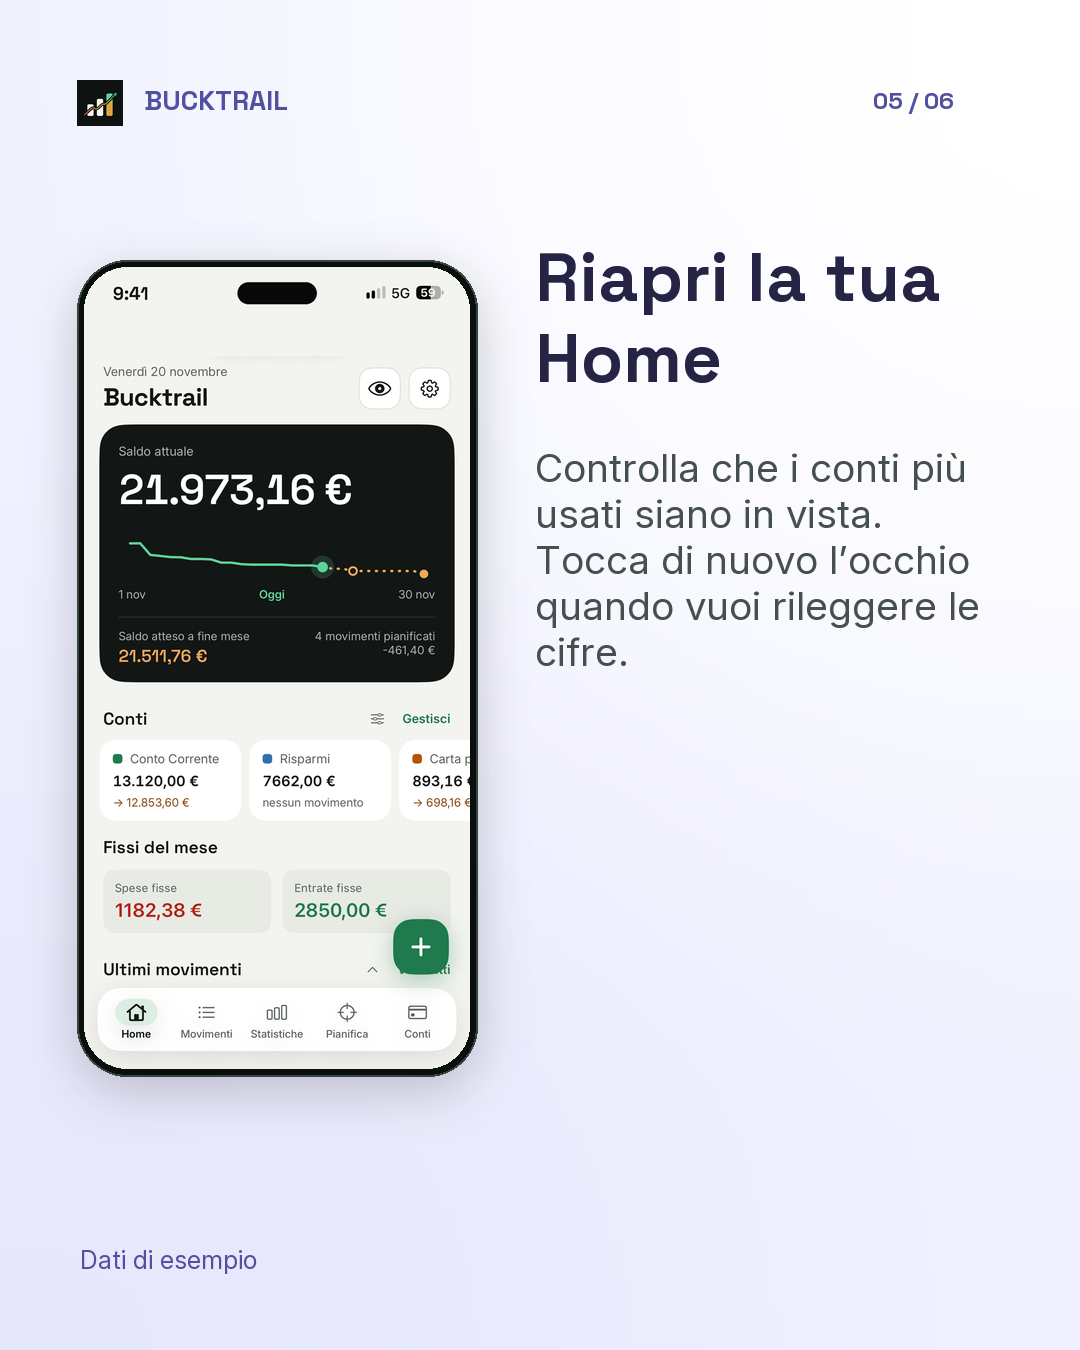 BUCKTRAIL
05 / 06
Riapri la tua
Home
Controlla che i conti più
usati siano in vista.
Tocca di nuovo l’occhio
quando vuoi rileggere le
cifre.
9:41
5G
59
Venerdì 20 novembre
Bucktrail
Saldo attuale
21.973,16 €
1 nov
Oggi
30 nov
Saldo atteso a fine mese
4 movimenti pianificati
21.511,76 €
-461,40 €
Conti
Gestisci
Conto Corrente
13.120,00 €
→ 12.853,60 €
Risparmi
7662,00 €
nessun movimento
Carta
893,16
→ 698,16 €
Fissi del mese
Spese fisse
1182,38 €
Entrate fisse
2850,00 €
Ultimi movimenti
Home
Movimenti
Statistiche
Pianifica
Conti
Dati di esempio